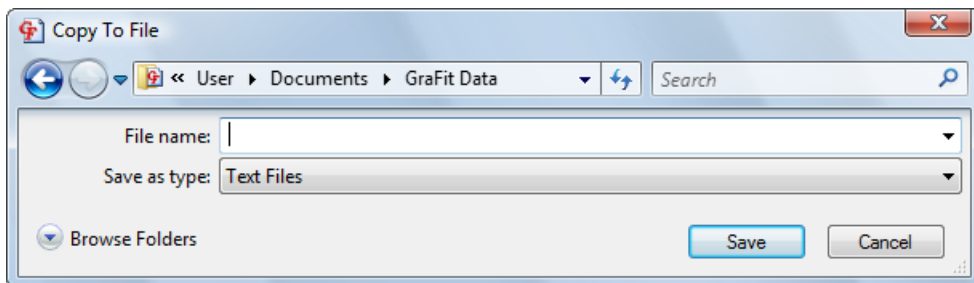 Copy To File
« User ▸ Documents ▸ GraFit Data Search
File name:
Save as type: Text Files
Browse Folders Save Cancel